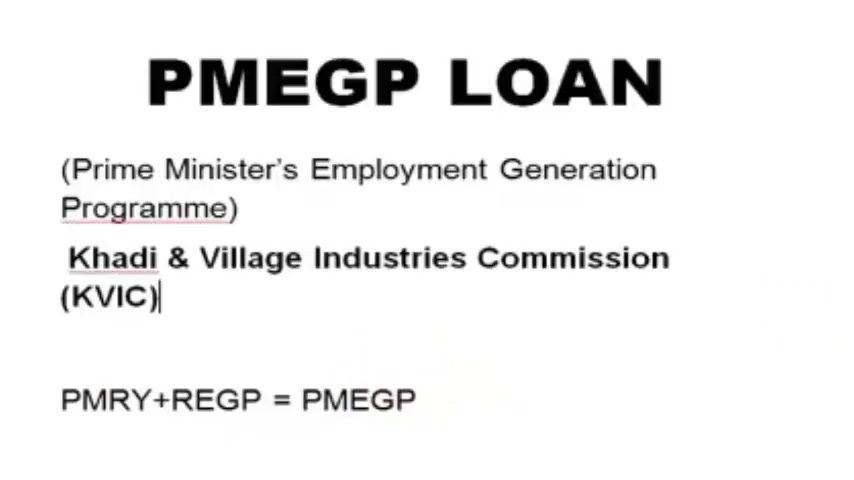 PMEGP LOAN
(Prime Minister’s Employment Generation
Programme)
Khadi & Village Industries Commission
(KVIC)
PMRY+REGP = PMEGP